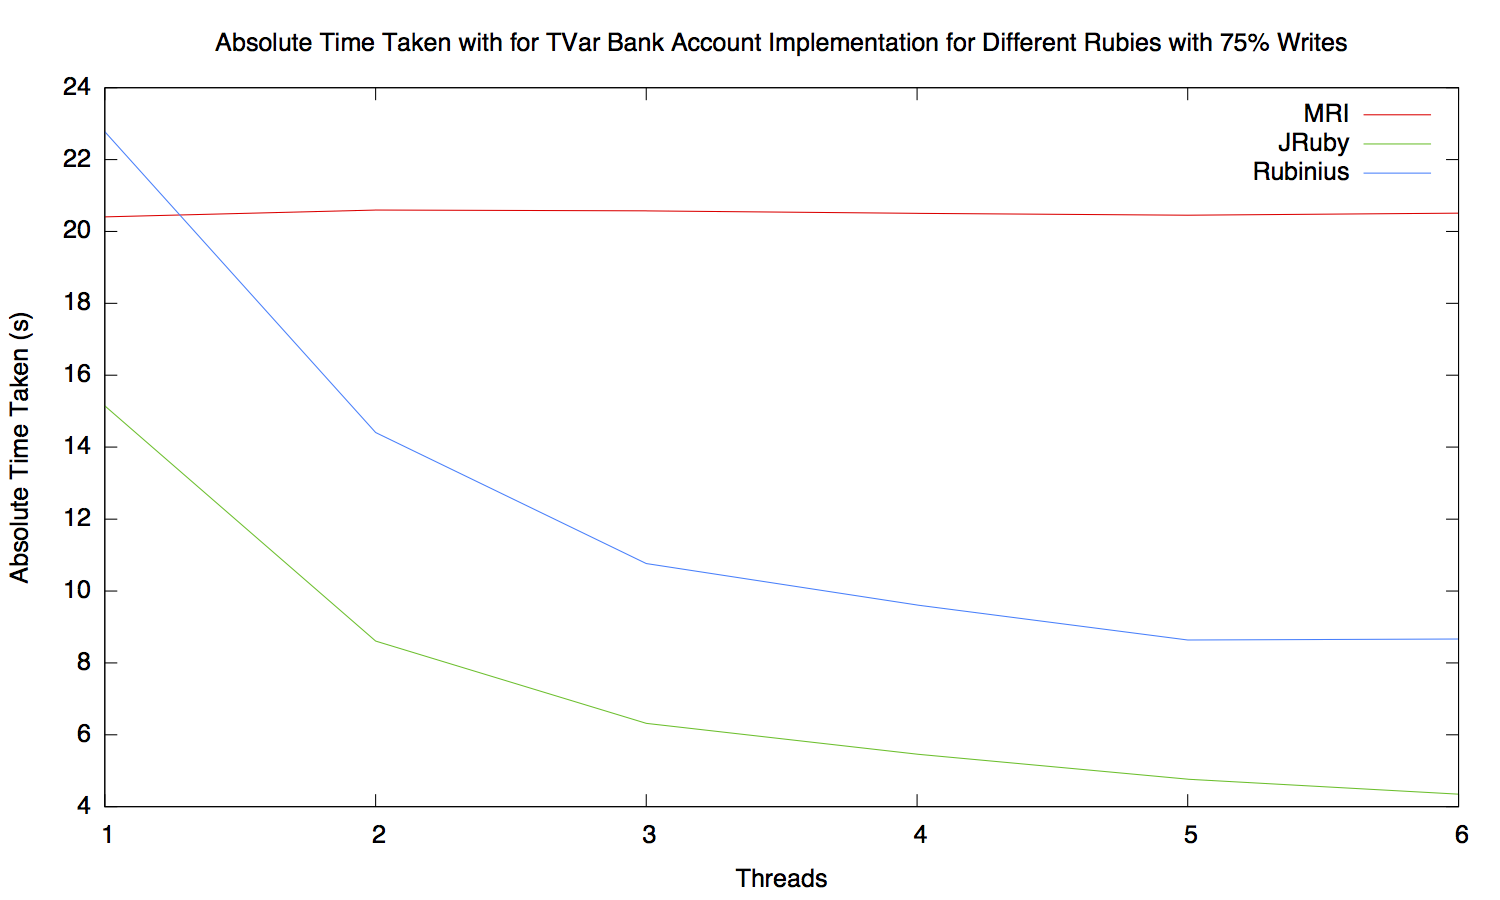 Absolute Time Taken with for TVar Bank Account Implementation for Different Rubies with 75% Writes
24
22
20
18
16
14
12
10
8
6
4
Absolute Time Taken (s)
MRI
JRuby
Rubinius
1 2 3 4 5 6
Threads